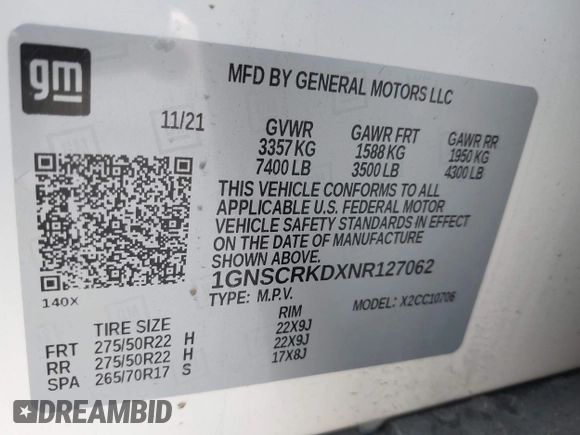 gm
MFD BY GENERAL MOTORS LLC
11/21
GVWR GAWR FRT GAWR RR
3357 KG 1588 KG 1950 KG
7400 LB 3500 LB 4300 LB
THIS VEHICLE CONFORMS TO ALL
APPLICABLE U.S. FEDERAL MOTOR
VEHICLE SAFETY STANDARDS IN EFFECT
ON THE DATE OF MANUFACTURE
SHOWN ABOVE.
1GNSCRKDXNR127062
TYPE: M.P.V. MODEL: X2CC10706
140X
TIRE SIZE RIM
FRT 275/50R22 H 22X9J
RR 275/50R22 H 22X9J
SPA 265/70R17 S 17X8J
DREAMBID